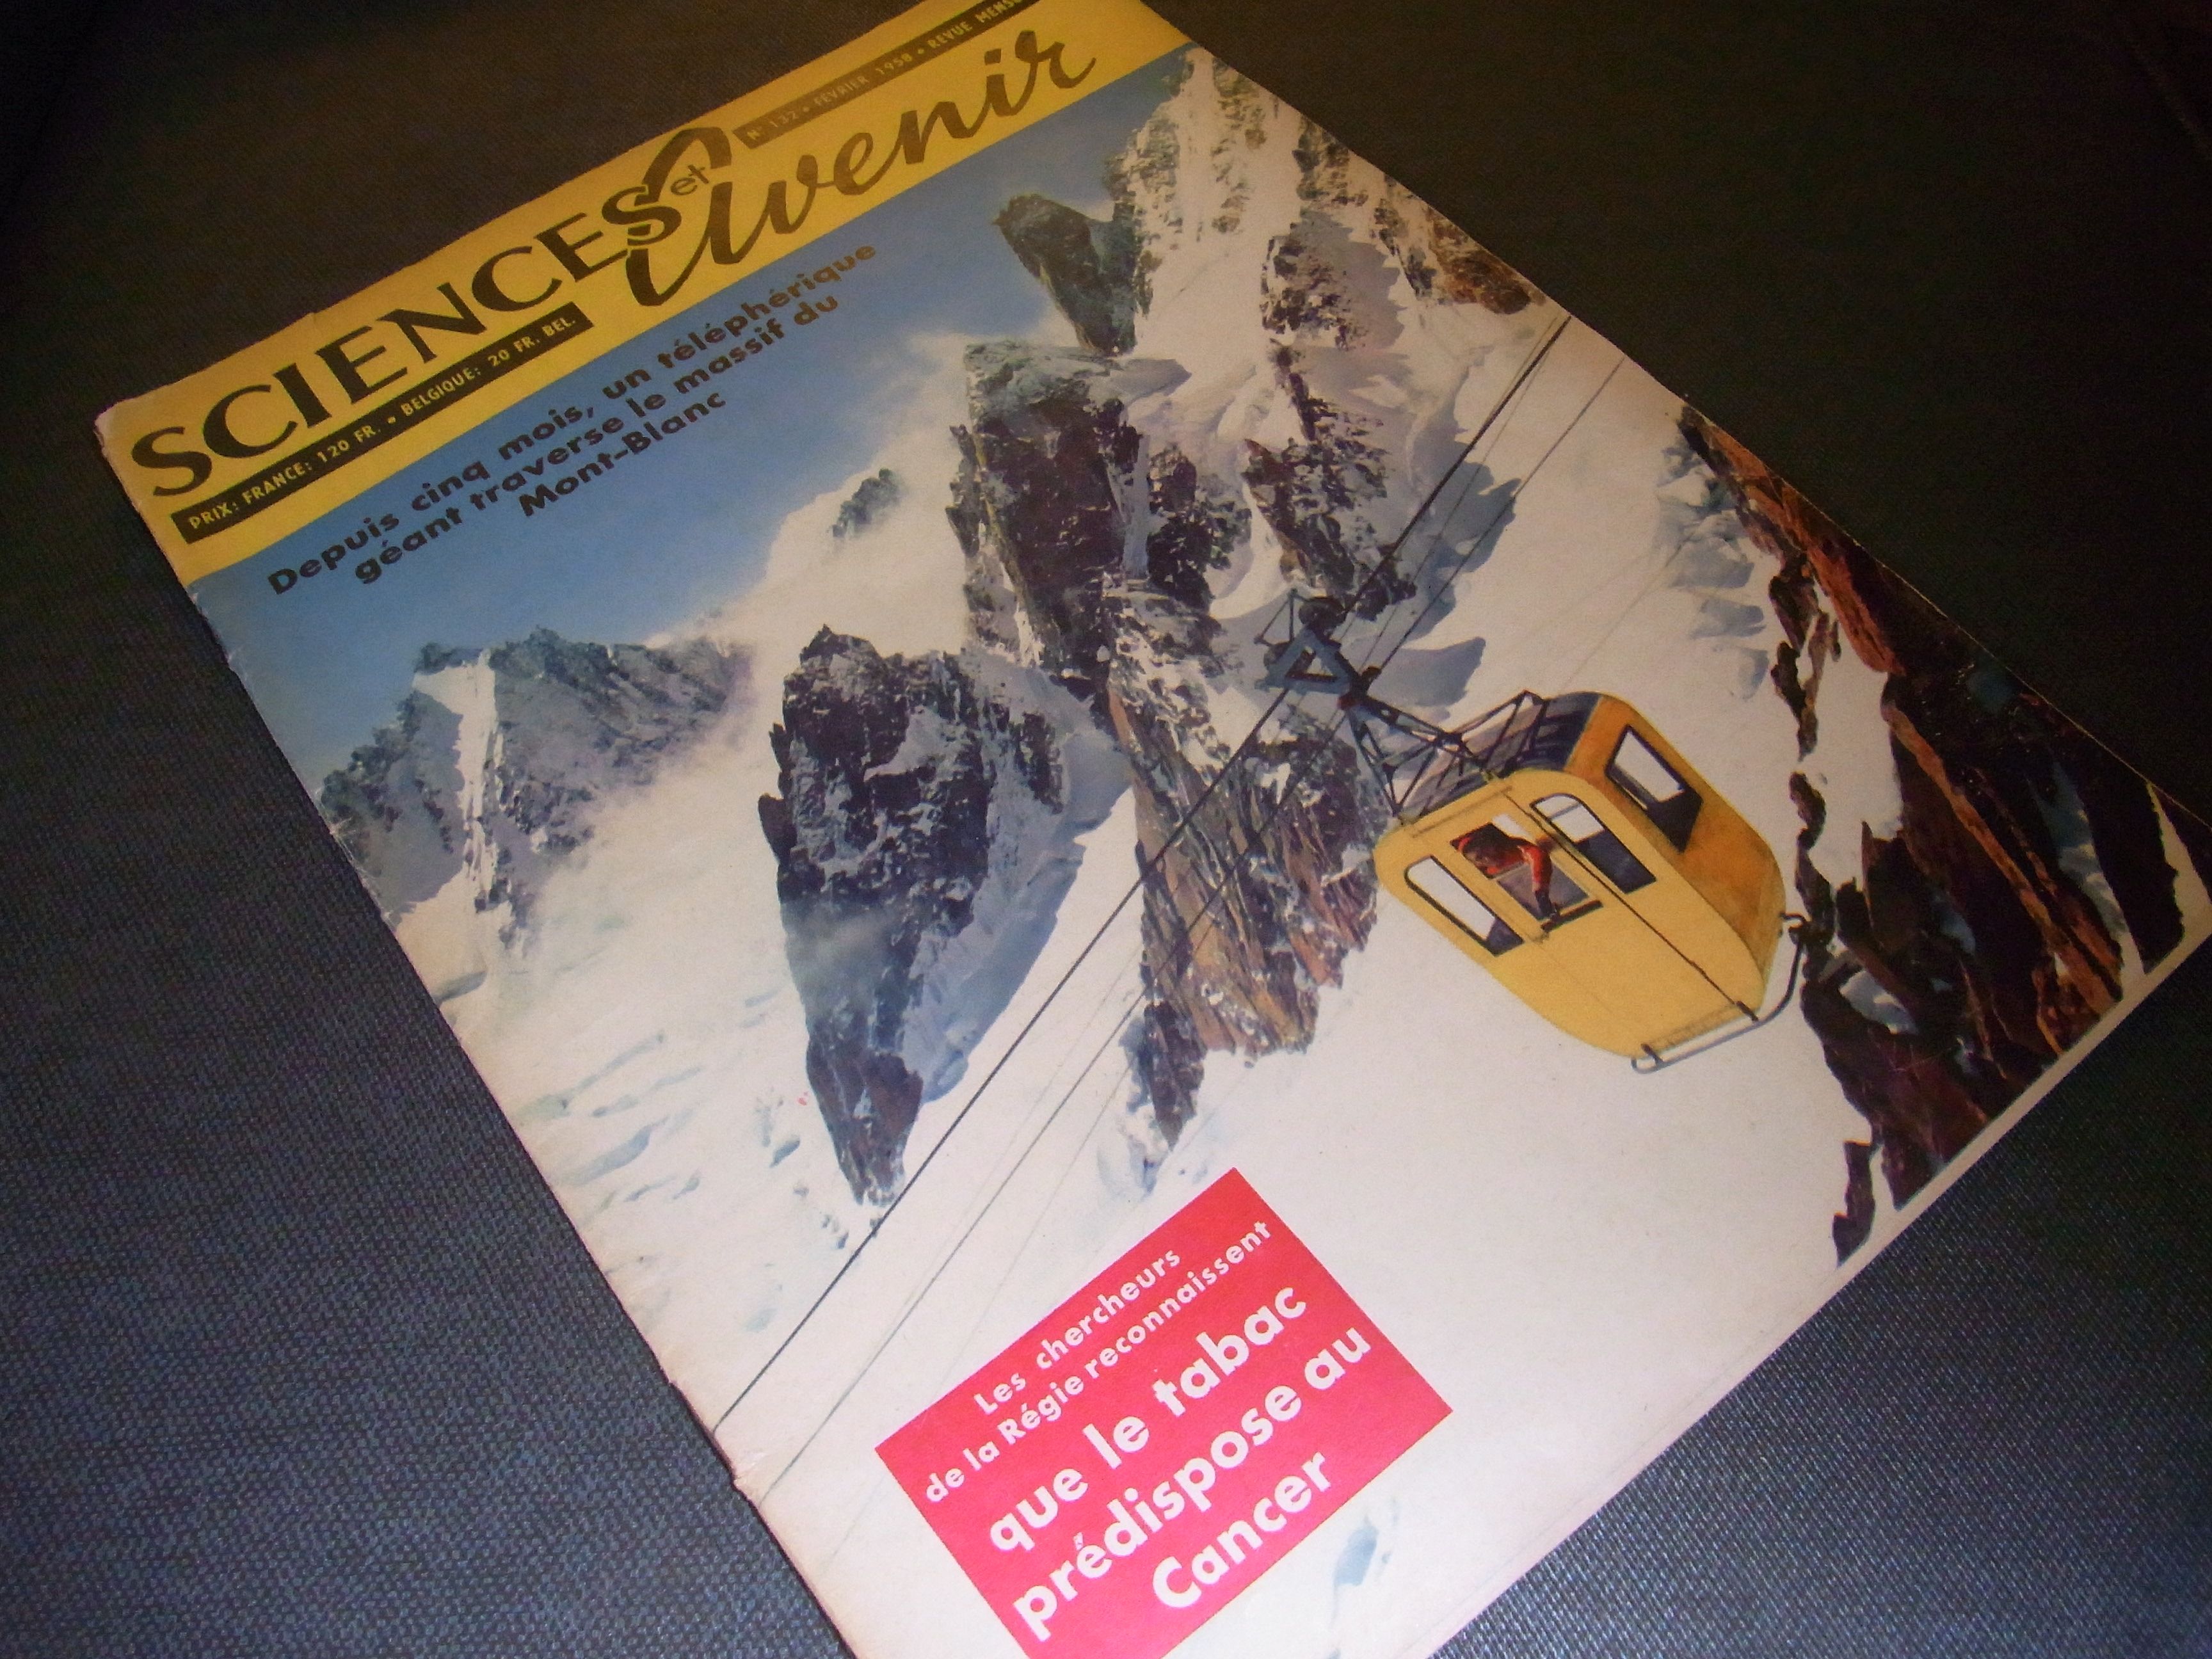 N° 132 • FÉVRIER 1958 • REVUE
SCIENCES et Avenir
PRIX: FRANCE: 120 FR. • BELGIQUE: 20 FR. BEL.
Depuis cinq mois, un téléphérique
géant traverse le massif du
Mont-Blanc
Les chercheurs
de la Régie reconnaissent
que le tabac
prédispose au
Cancer